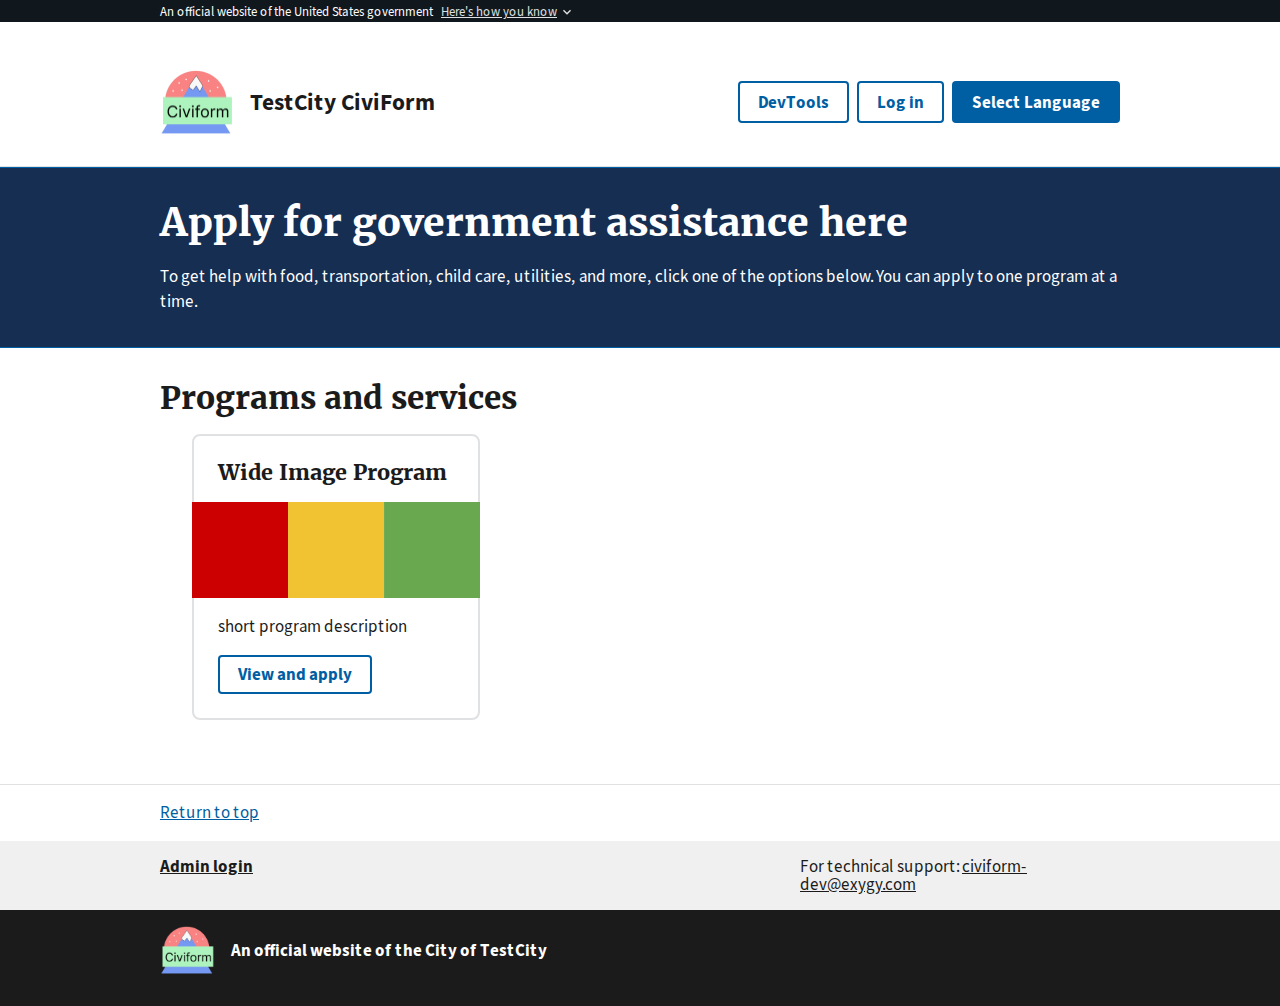 An official website of the United States government Here's how you know
Civiform
TestCity CiviForm
DevTools
Log in
Select Language
Apply for government assistance here
To get help with food, transportation, child care, utilities, and more, click one of the options below. You can apply to one program at a
time.
Programs and services
Wide Image Program
short program description
View and apply
Return to top
Admin login
For technical support: civiform-
dev@exygy.com
Civiform
An official website of the City of TestCity